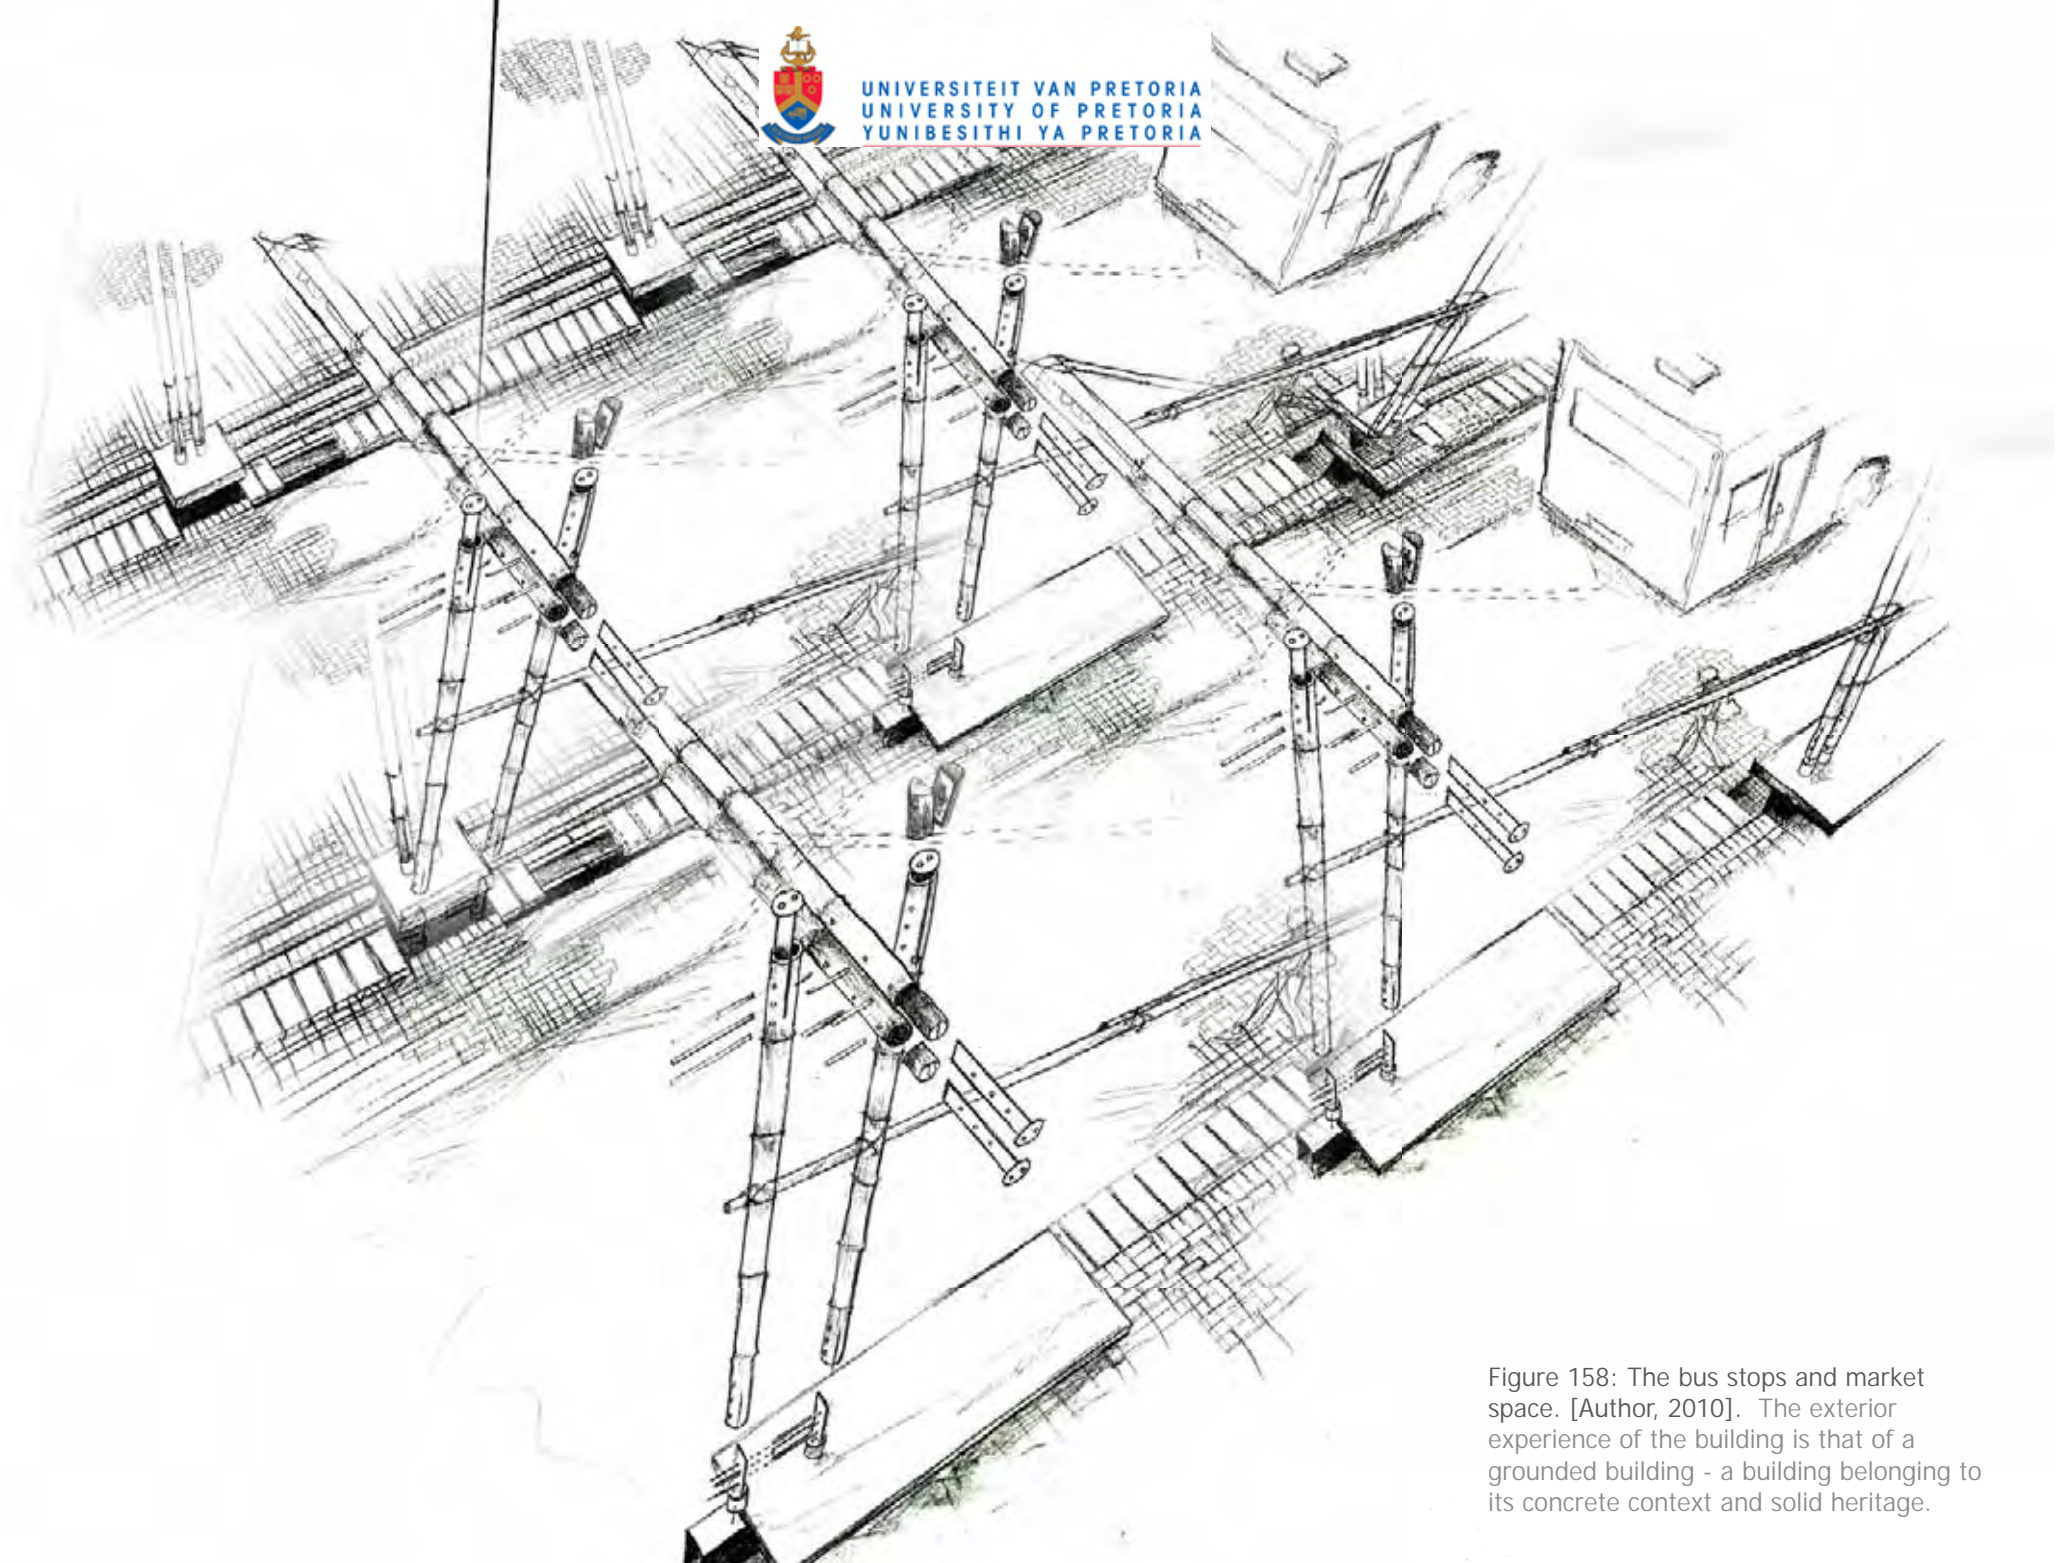 UNIVERSITEIT VAN PRETORIA
UNIVERSITY OF PRETORIA
YUNIBESITHI YA PRETORIA
Figure 158: The bus stops and market
space. [Author, 2010].  The exterior
experience of the building is that of a
grounded building - a building belonging to
its concrete context and solid heritage.